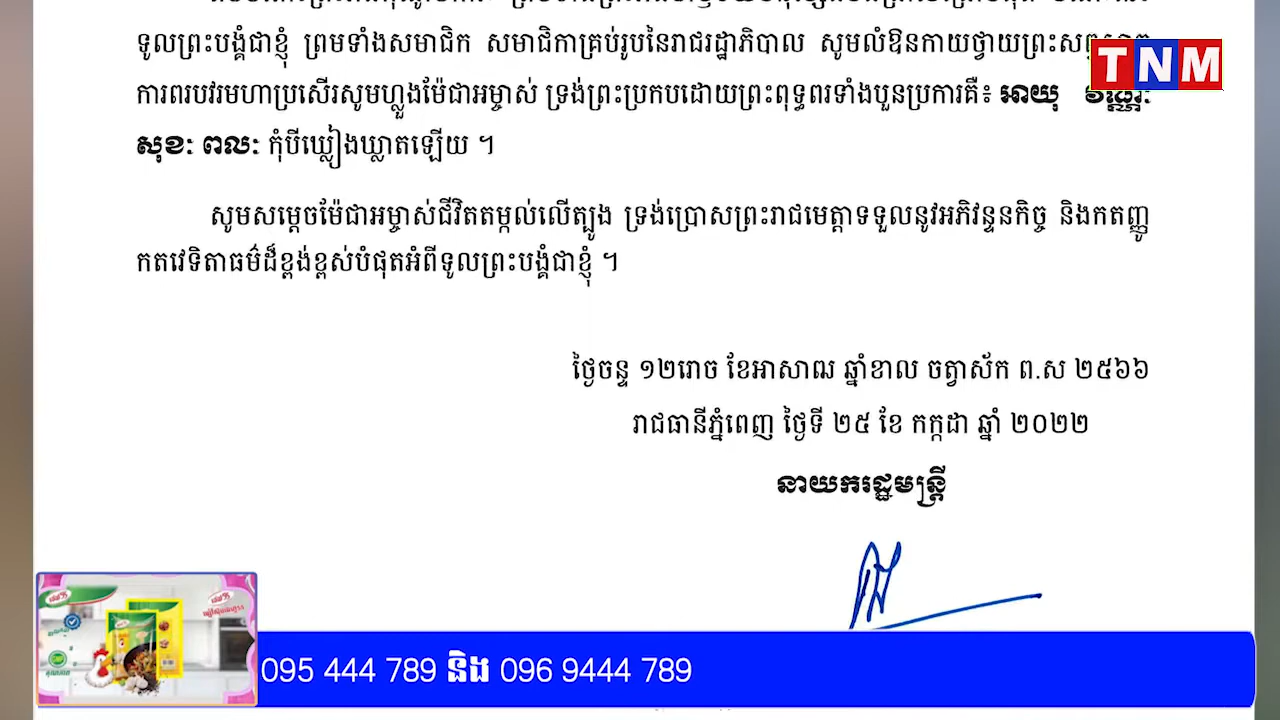 ទូលព្រះបង្គំជាខ្ញុំ ព្រមទាំងសមាជិក សមាជិកាគ្រប់រូបនៃរាជរដ្ឋាភិបាល សូមលំឱនកាយថ្វាយព្រះ
TNM
ការពរបវរមហាប្រសើរសូមហ្លួងម៉ែជាអម្ចាស់ ទ្រង់ព្រះប្រកបដោយព្រះពុទ្ធពរទាំងបួនប្រការគឺ៖ អាយុ វណ្ណៈ
សុខៈ ពលៈ កុំបីឃ្លៀងឃ្លាតឡើយ ។
សូមសម្តេចម៉ែជាអម្ចាស់ជីវិតតម្កល់លើត្បូង ទ្រង់ប្រោសព្រះរាជមេត្តាទទួលនូវអភិវន្ទនកិច្ច និងកតញ្ញូ
កតវេទិតាធម៌ដ៏ខ្ពង់ខ្ពស់បំផុតអំពីទូលព្រះបង្គំជាខ្ញុំ ។
ថ្ងៃចន្ទ ១២រោច ខែអាសាឍ ឆ្នាំខាល ចត្វាស័ក ព.ស ២៥៦៦
រាជធានីភ្នំពេញ ថ្ងៃទី ២៥ ខែ កក្កដា ឆ្នាំ ២០២២
នាយករដ្ឋមន្ត្រី
095 444 789 និង 096 9444 789